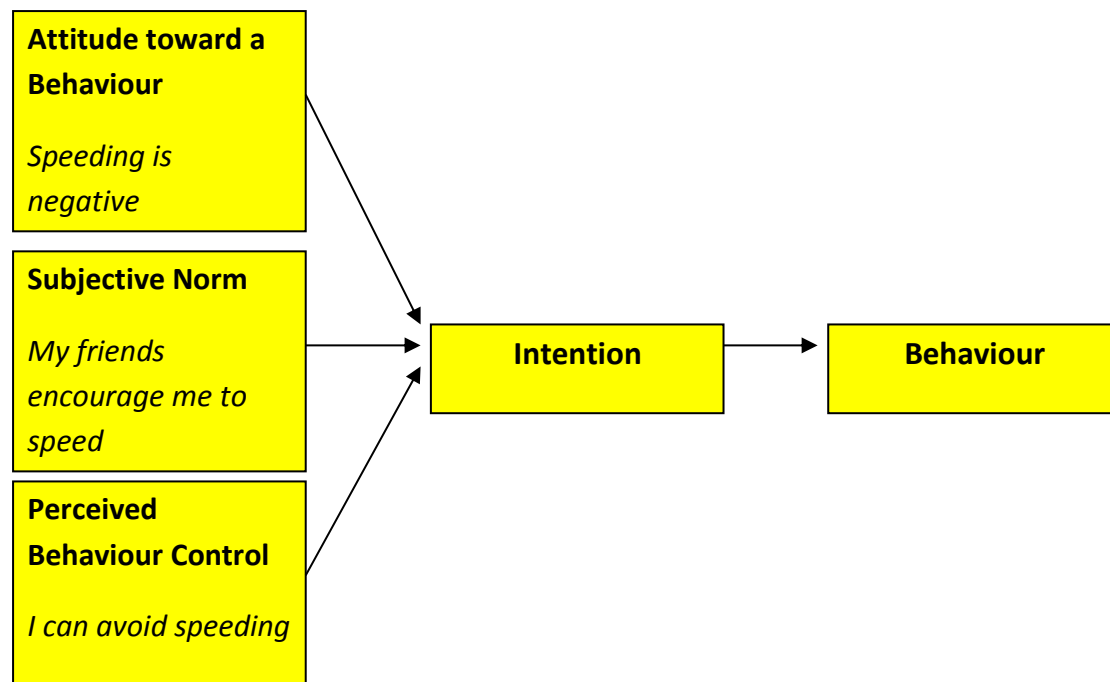 Attitude toward a
Behaviour
Speeding is
negative
Subjective Norm
My friends
encourage me to
speed
Perceived
Behaviour Control
I can avoid speeding
Intention
Behaviour